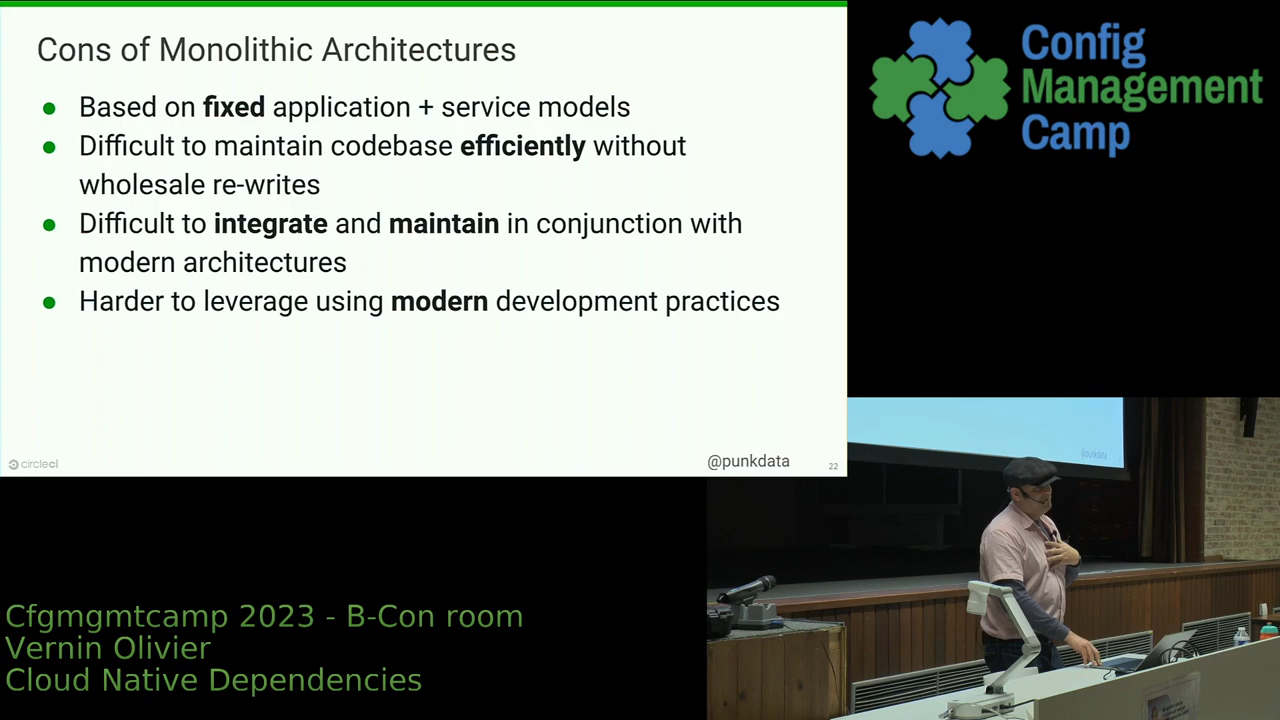 Cons of Monolithic Architectures
Based on fixed application + service models
Difficult to maintain codebase efficiently without
wholesale re-writes
Difficult to integrate and maintain in conjunction with
modern architectures
Harder to leverage using modern development practices
circleci
@punkdata
22
Config
Management
Camp
@punkdata
Cfgmgmtcamp 2023 - B-Con room
Vernin Olivier
Cloud Native Dependencies